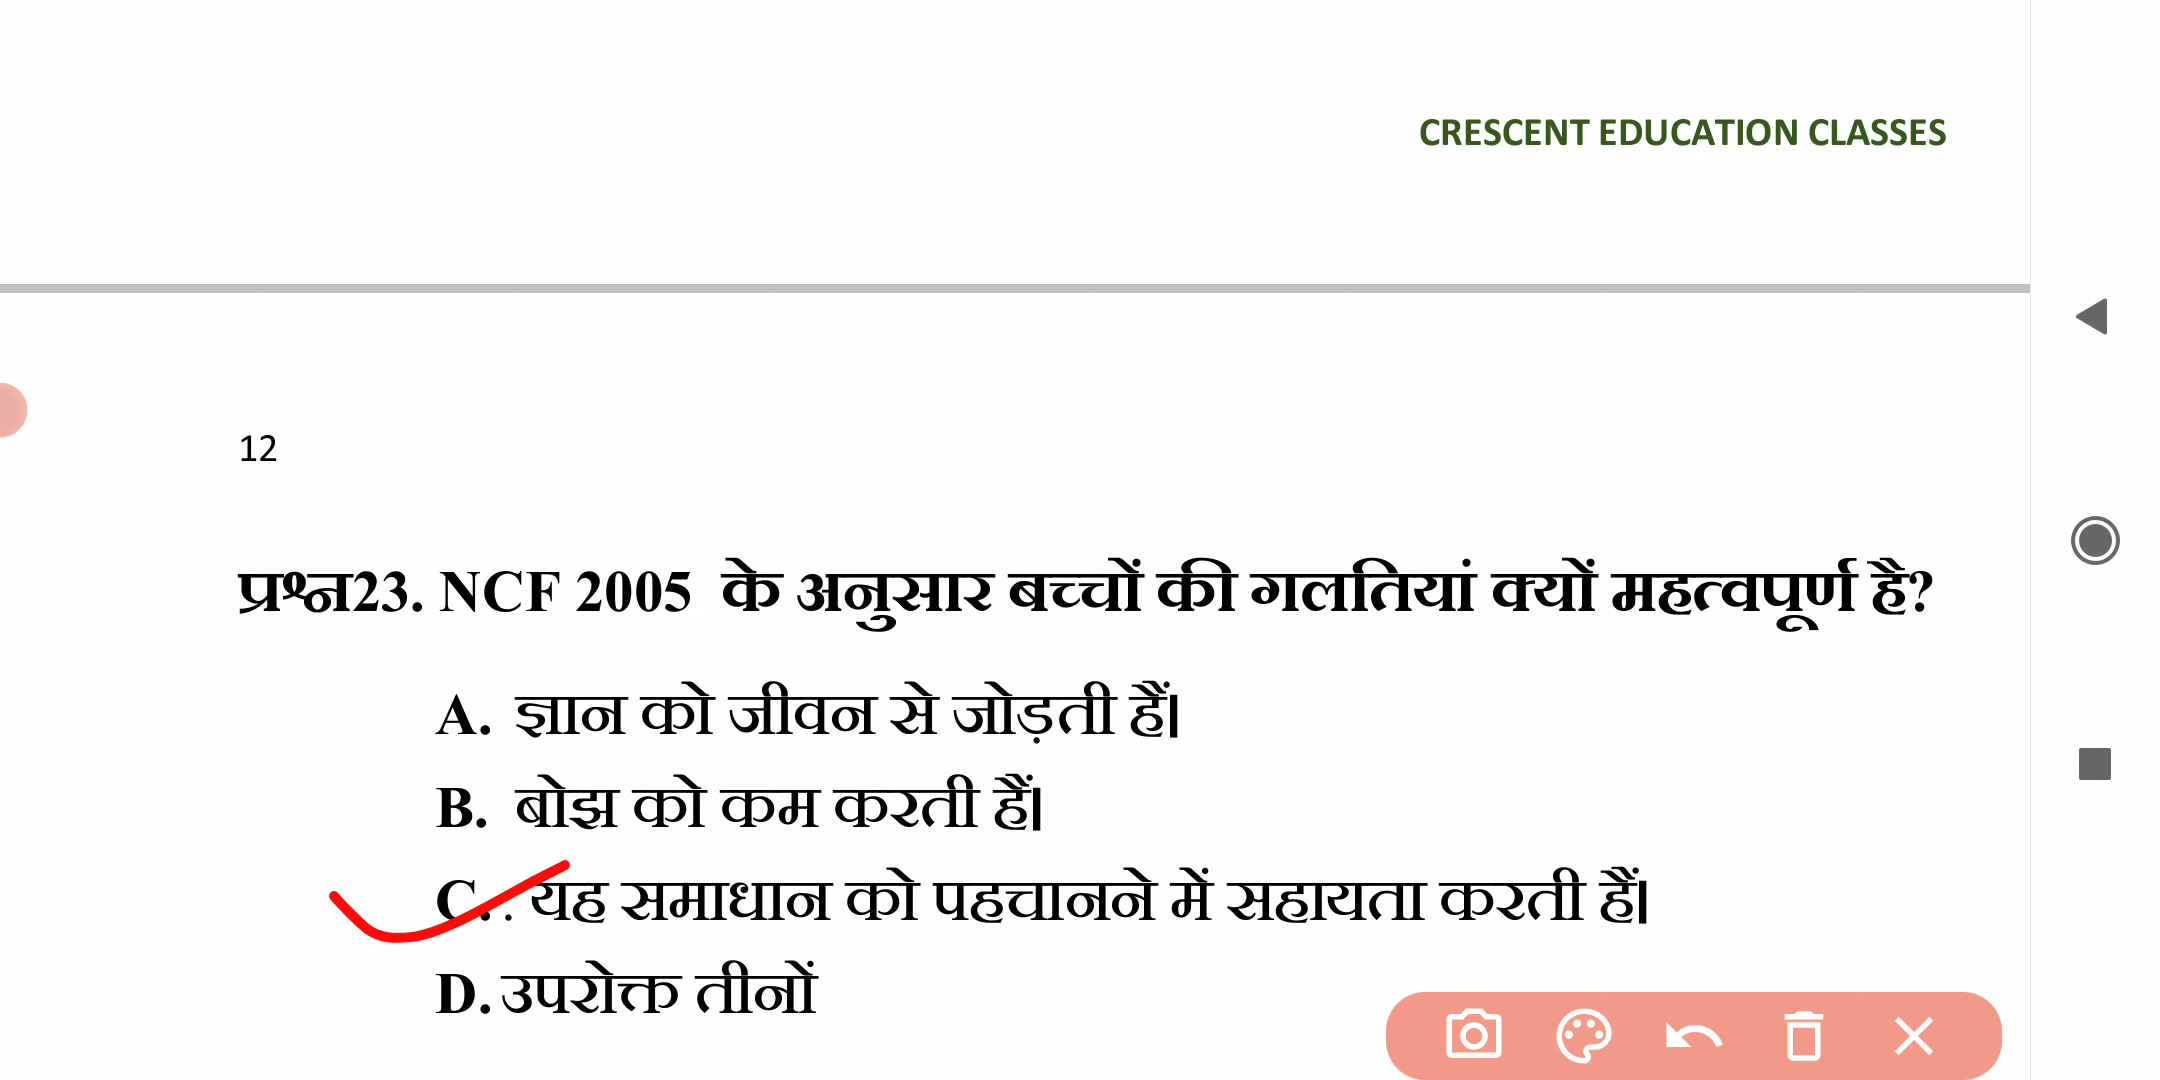 CRESCENT EDUCATION CLASSES
12
प्रश्न23. NCF 2005 के अनुसार बच्चों की गलतियां क्यों महत्वपूर्ण है?
A. ज्ञान को जीवन से जोड़ती हैं।
B. बोझ को कम करती हैं।
C. . यह समाधान को पहचानने में सहायता करती हैं।
D. उपरोक्त तीनों